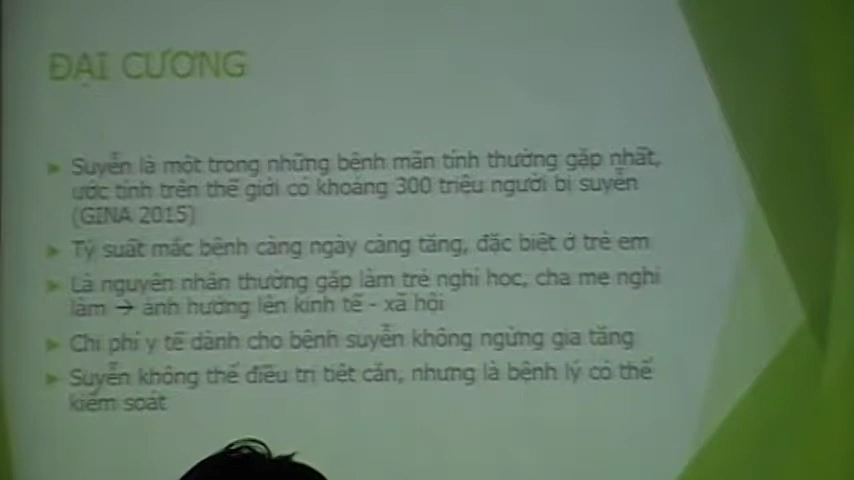 ĐẠI CƯƠNG
Suyễn là một trong những bệnh mãn tính thường gặp nhất,
ước tính trên thế giới có khoảng 300 triệu người bị suyễn
(GINA 2015)
Tỷ suất mắc bệnh càng ngày càng tăng, đặc biệt ở trẻ em
Là nguyên nhân thường gặp làm trẻ nghỉ học, cha mẹ nghỉ
làm → ảnh hưởng lên kinh tế - xã hội
Chi phí y tế dành cho bệnh suyễn không ngừng gia tăng
Suyễn không thể điều trị tiệt căn, nhưng là bệnh lý có thể
kiểm soát